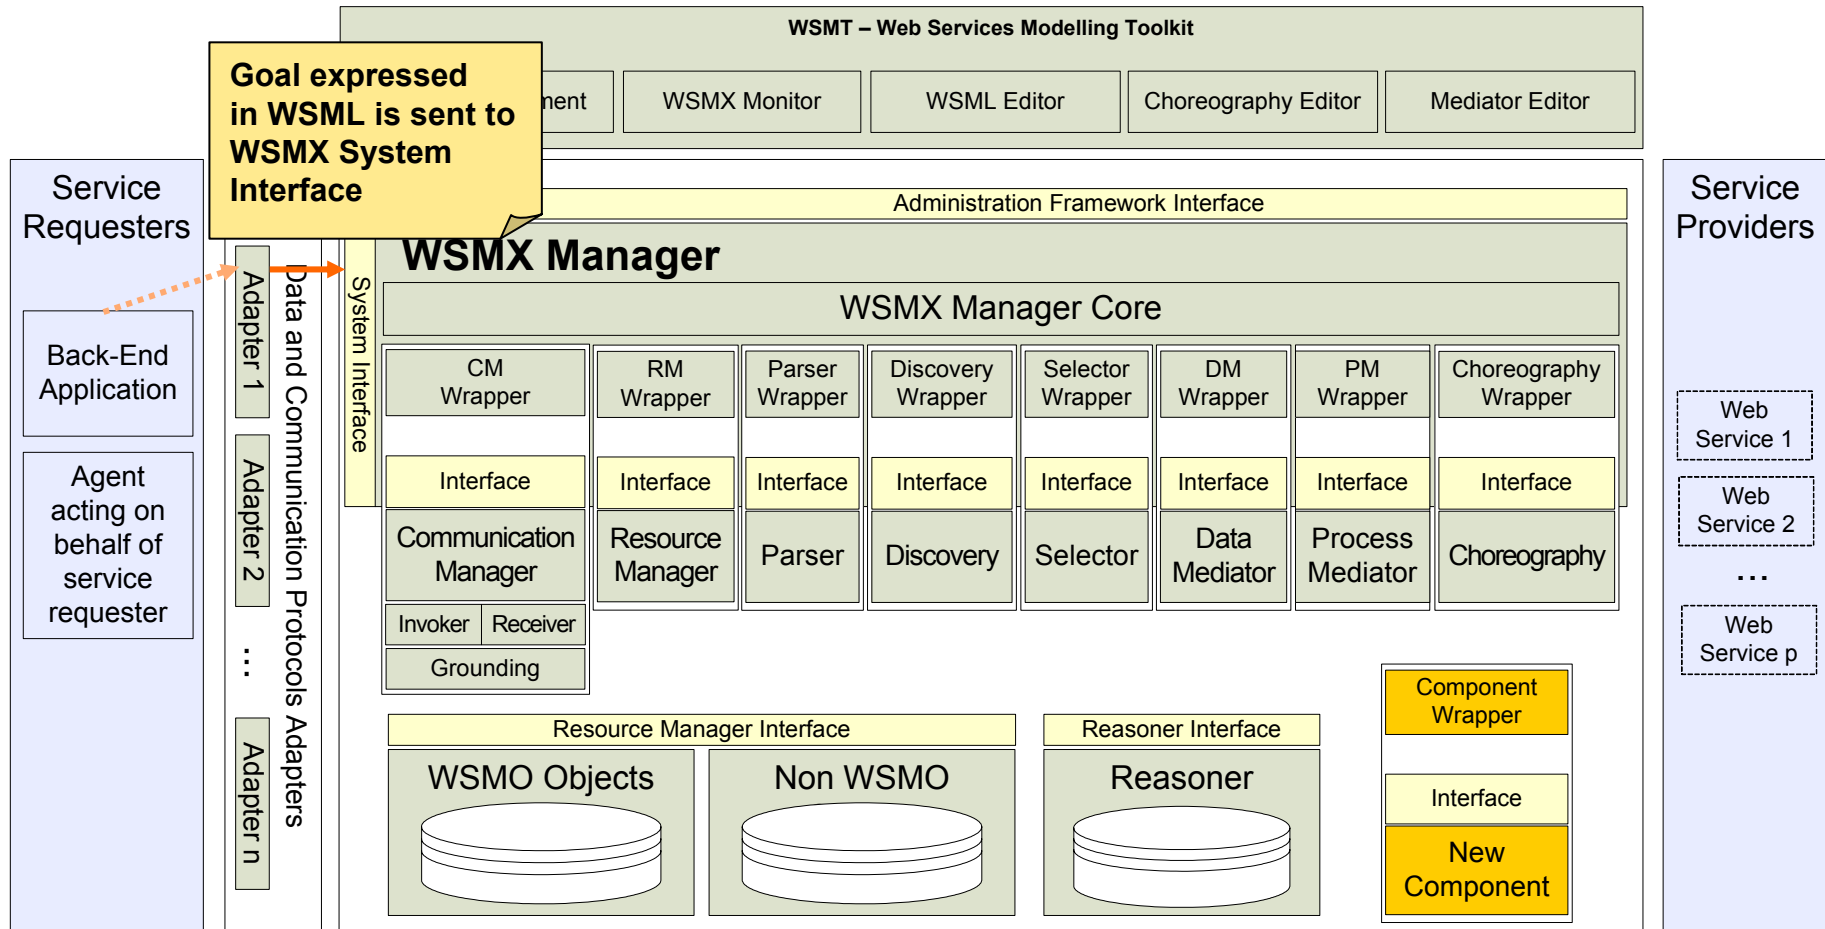 WSMT – Web Services Modelling Toolkit
Goal expressed
in WSML is sent to
WSMX System
Interface
WSMX Monitor
WSML Editor
Choreography Editor
Mediator Editor
Service
Requesters
Back-End
Application
Agent
acting on
behalf of
service
requester
Adapter 1
Adapter 2
...
Adapter n
Data and Communication Protocols Adapters
System Interface
Administration Framework Interface
WSMX Manager
WSMX Manager Core
CM
Wrapper
RM
Wrapper
Parser
Wrapper
Discovery
Wrapper
Selector
Wrapper
DM
Wrapper
PM
Wrapper
Choreography
Wrapper
Interface
Interface
Interface
Interface
Interface
Interface
Interface
Interface
Communication
Manager
Resource
Manager
Parser
Discovery
Selector
Data
Mediator
Process
Mediator
Choreography
Invoker
Receiver
Grounding
Resource Manager Interface
WSMO Objects
Non WSMO
Reasoner Interface
Reasoner
Component
Wrapper
Interface
New
Component
Service
Providers
Web
Service 1
Web
Service 2
...
Web
Service p